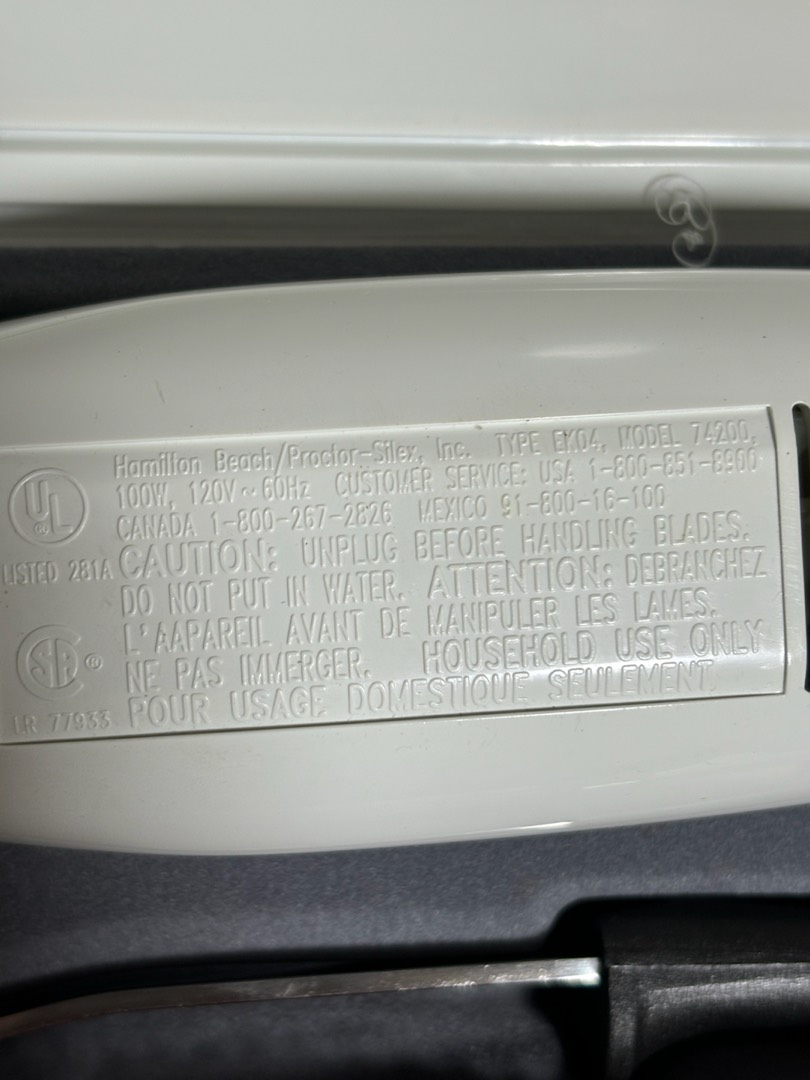 Hamilton Beach/Proctor-Silex, Inc. TYPE EK04, MODEL 74200,
100W, 120V ~ 60Hz CUSTOMER SERVICE: USA 1-800-851-8900
CANADA 1-800-267-2826 MEXICO 91-800-16-100
CAUTION: UNPLUG BEFORE HANDLING BLADES.
DO NOT PUT IN WATER. ATTENTION: DEBRANCHEZ
L'AAPAREIL AVANT DE MANIPULER LES LAMES.
NE PAS IMMERGER. HOUSEHOLD USE ONLY
POUR USAGE DOMESTIQUE SEULEMENT
UL
LISTED 281A
SA ®
LR 77933